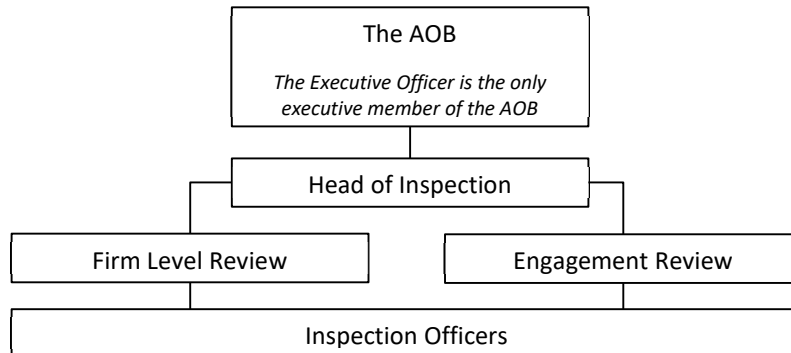 The AOB
The Executive Officer is the only
executive member of the AOB
Head of Inspection
Firm Level Review
Engagement Review
Inspection Officers